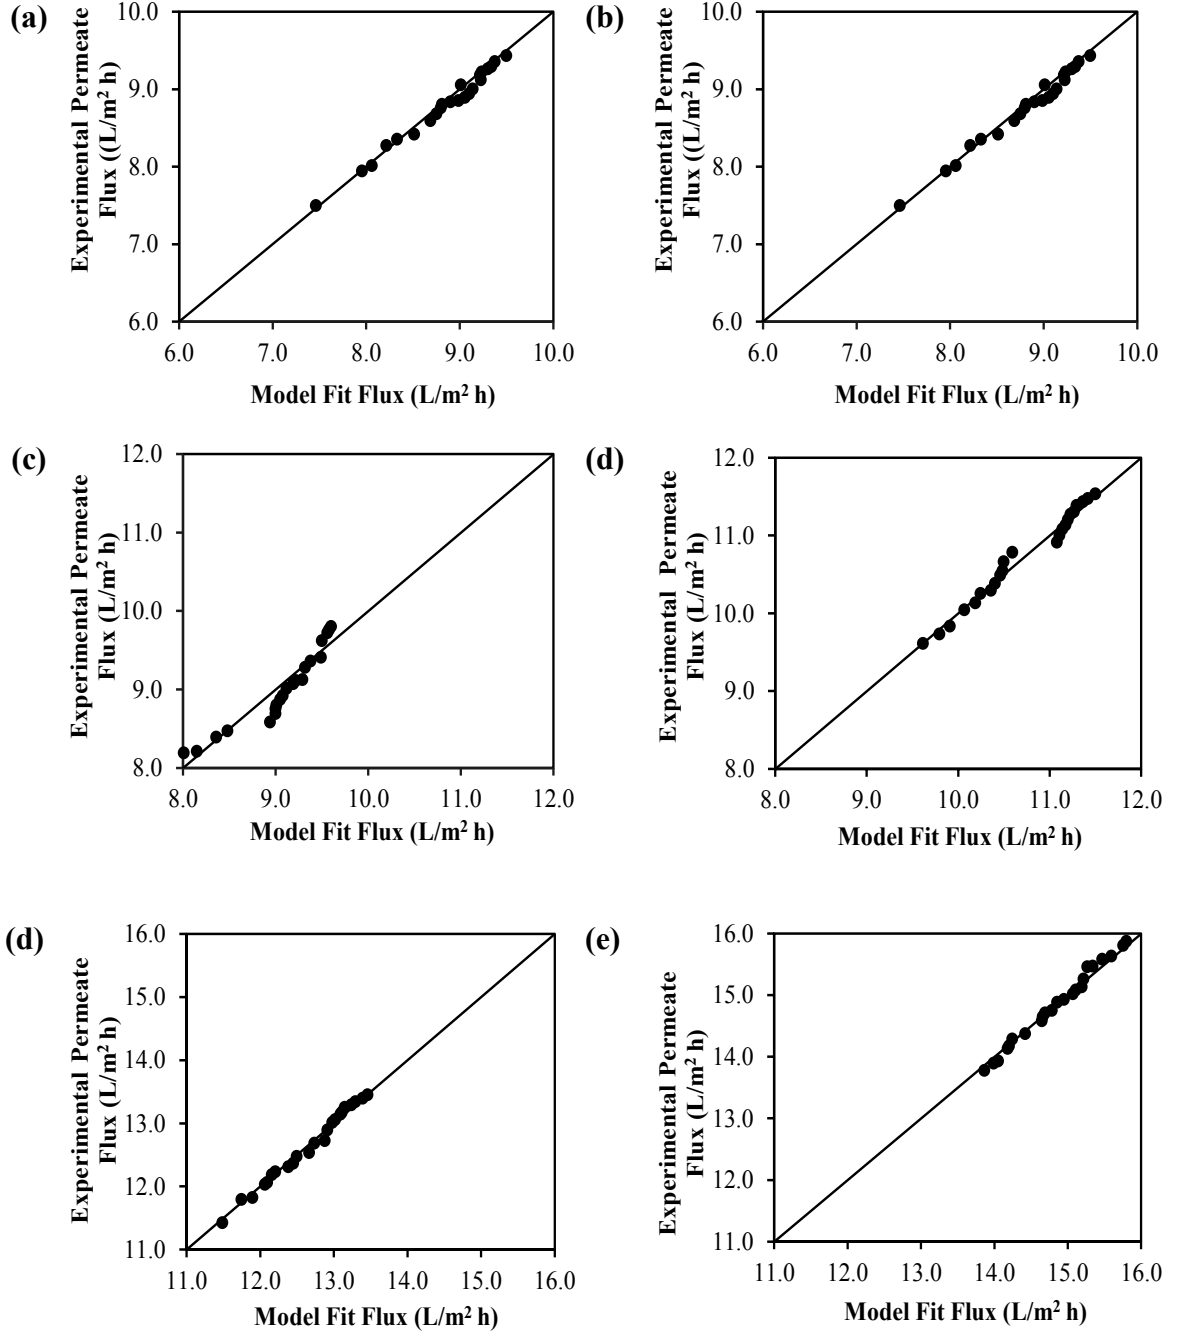 (a)
Experimental Permeate
Flux ((L/m² h)
10.0
9.0
8.0
7.0
6.0
6.0 7.0 8.0 9.0 10.0
Model Fit Flux (L/m² h)
(b)
Experimental Permeate
Flux ((L/m² h)
10.0
9.0
8.0
7.0
6.0
6.0 7.0 8.0 9.0 10.0
Model Fit Flux (L/m² h)
(c)
Experimental Permeate
Flux (L/m² h)
12.0
11.0
10.0
9.0
8.0
8.0 9.0 10.0 11.0 12.0
Model Fit Flux (L/m² h)
(d)
Experimental Permeate
Flux (L/m² h)
12.0
11.0
10.0
9.0
8.0
8.0 9.0 10.0 11.0 12.0
Model Fit Flux (L/m² h)
(d)
Experimental Permeate
Flux (L/m² h)
16.0
15.0
14.0
13.0
12.0
11.0
11.0 12.0 13.0 14.0 15.0 16.0
Model Fit Flux (L/m² h)
(e)
Experimental Permeate
Flux (L/m² h)
16.0
15.0
14.0
13.0
12.0
11.0
11.0 12.0 13.0 14.0 15.0 16.0
Model Fit Flux (L/m² h)